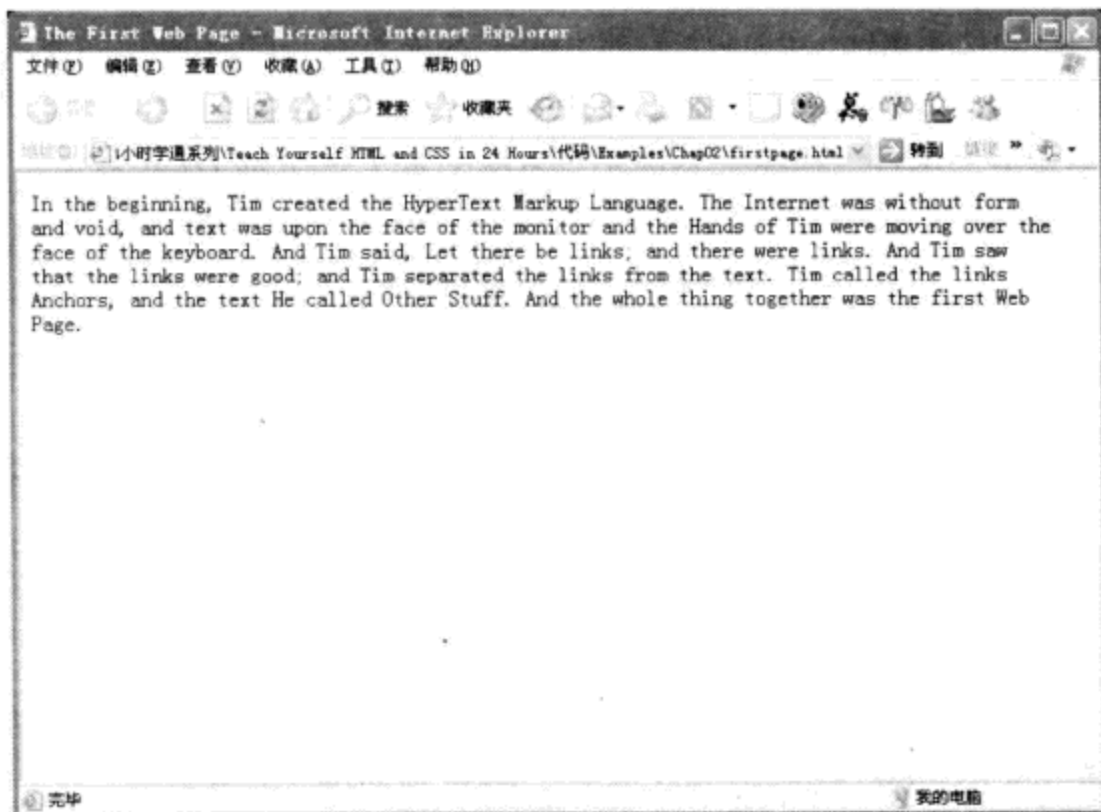 The First Web Page - Microsoft Internet Explorer
文件(F) 编辑(E) 查看(V) 收藏(A) 工具(T) 帮助(H)
搜索 收藏夹
小时学通系列\Teach Yourself HTML and CSS in 24 Hours\代码\Examples\Chap02\firstpage.html 转到 链接 »
In the beginning, Tim created the HyperText Markup Language. The Internet was without form
and void, and text was upon the face of the monitor and the Hands of Tim were moving over the
face of the keyboard. And Tim said, Let there be links; and there were links. And Tim saw
that the links were good; and Tim separated the links from the text. Tim called the links
Anchors, and the text He called Other Stuff. And the whole thing together was the first Web
Page.
完毕 我的电脑